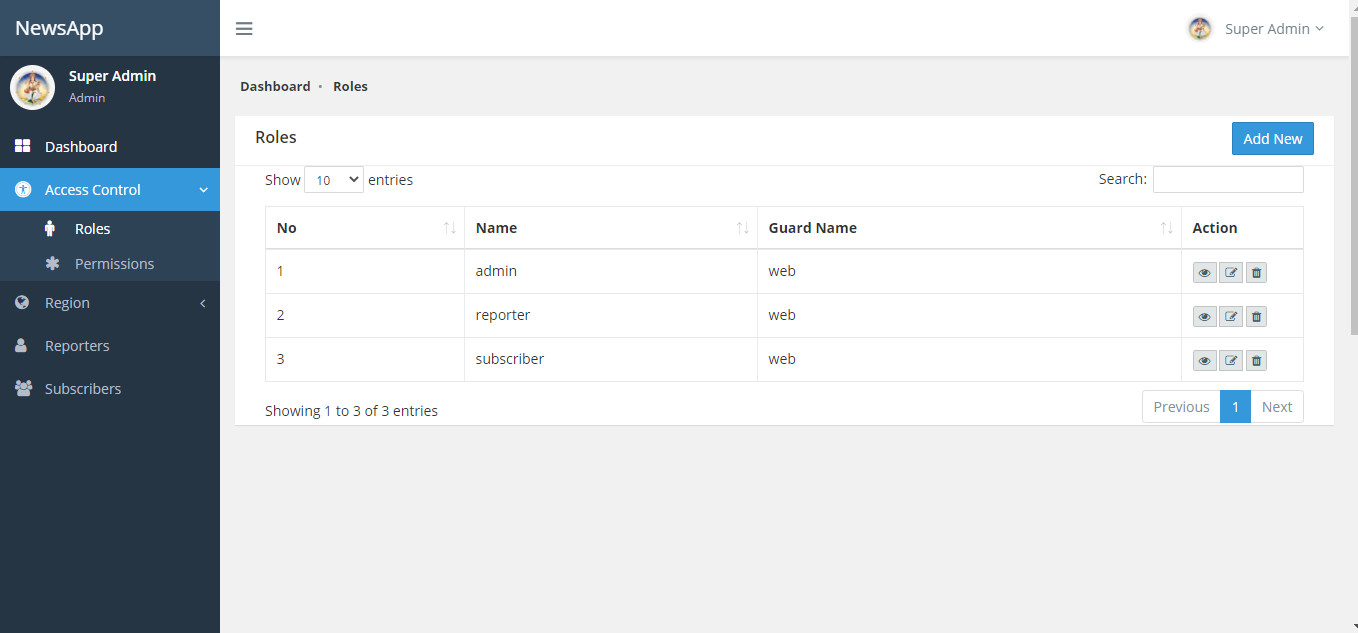 NewsApp
Super Admin
Super Admin
Admin
Dashboard
Access Control
Roles
Permissions
Region
Reporters
Subscribers
Dashboard • Roles
Roles
Add New
Show 10 entries
Search:
No Name Guard Name Action
1 admin web
2 reporter web
3 subscriber web
Showing 1 to 3 of 3 entries
Previous 1 Next